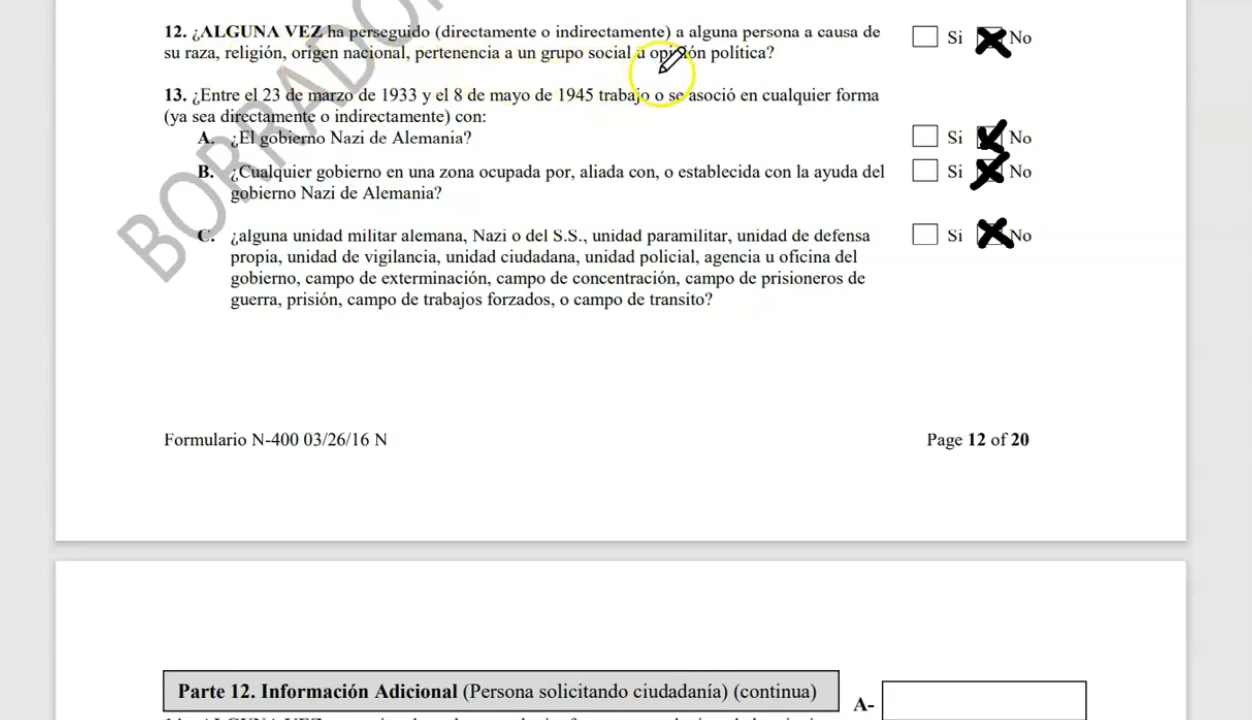 12. ¿ALGUNA VEZ ha perseguido (directamente o indirectamente) a alguna persona a causa de
su raza, religión, origen nacional, pertenencia a un grupo social u opinión política?
Si No
13. ¿Entre el 23 de marzo de 1933 y el 8 de mayo de 1945 trabajo o se asoció en cualquier forma
(ya sea directamente o indirectamente) con:
A. ¿El gobierno Nazi de Alemania? Si No
B. ¿Cualquier gobierno en una zona ocupada por, aliada con, o establecida con la ayuda del Si No
gobierno Nazi de Alemania?
C. ¿alguna unidad militar alemana, Nazi o del S.S., unidad paramilitar, unidad de defensa Si No
propia, unidad de vigilancia, unidad ciudadana, unidad policial, agencia u oficina del
gobierno, campo de exterminación, campo de concentración, campo de prisioneros de
guerra, prisión, campo de trabajos forzados, o campo de transito?
BORRADO
Formulario N-400 03/26/16 N Page 12 of 20
Parte 12. Información Adicional (Persona solicitando ciudadanía) (continua)
A-